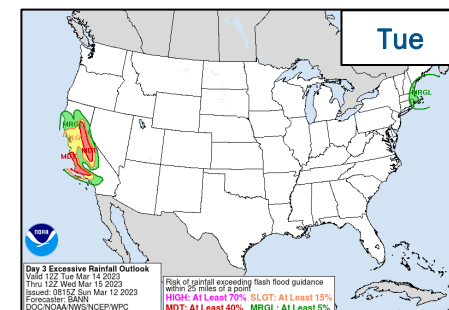 Tue
MRGL
MRGL
SLGT
MDT
MDT
NOAA
Day 3 Excessive Rainfall Outlook
Valid 12Z Tue Mar 14 2023
Thru 12Z Wed Mar 15 2023
Issued: 0815Z Sun Mar 12 2023
Forecaster: BANN
DOC/NOAA/NWS/NCEP/WPC
Risk of rainfall exceeding flash flood guidance
within 25 miles of a point
HIGH: At Least 70% SLGT: At Least 15%
MDT: At Least 40% MRGL: At Least 5%